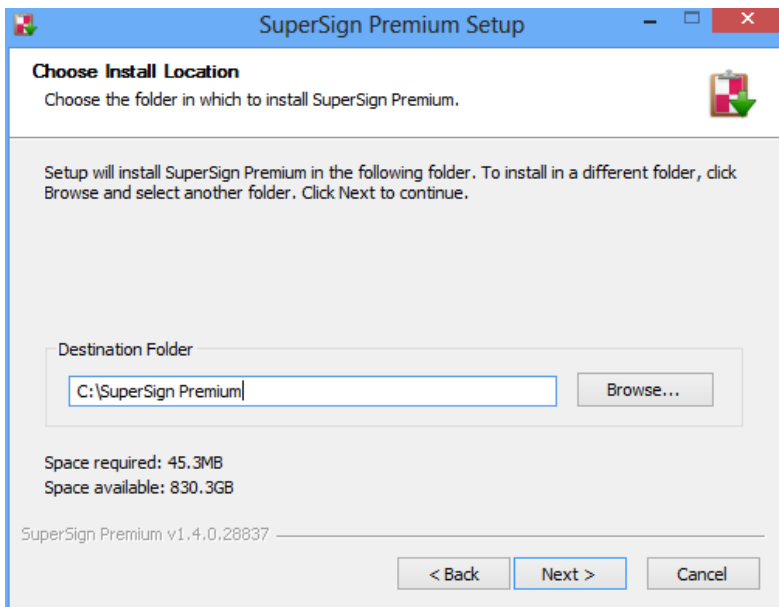 SuperSign Premium Setup
Choose Install Location
Choose the folder in which to install SuperSign Premium.
Setup will install SuperSign Premium in the following folder. To install in a different folder, click
Browse and select another folder. Click Next to continue.
Destination Folder
C:\SuperSign Premium
Browse...
Space required: 45.3MB
Space available: 830.3GB
SuperSign Premium v1.4.0.28837
< Back
Next >
Cancel